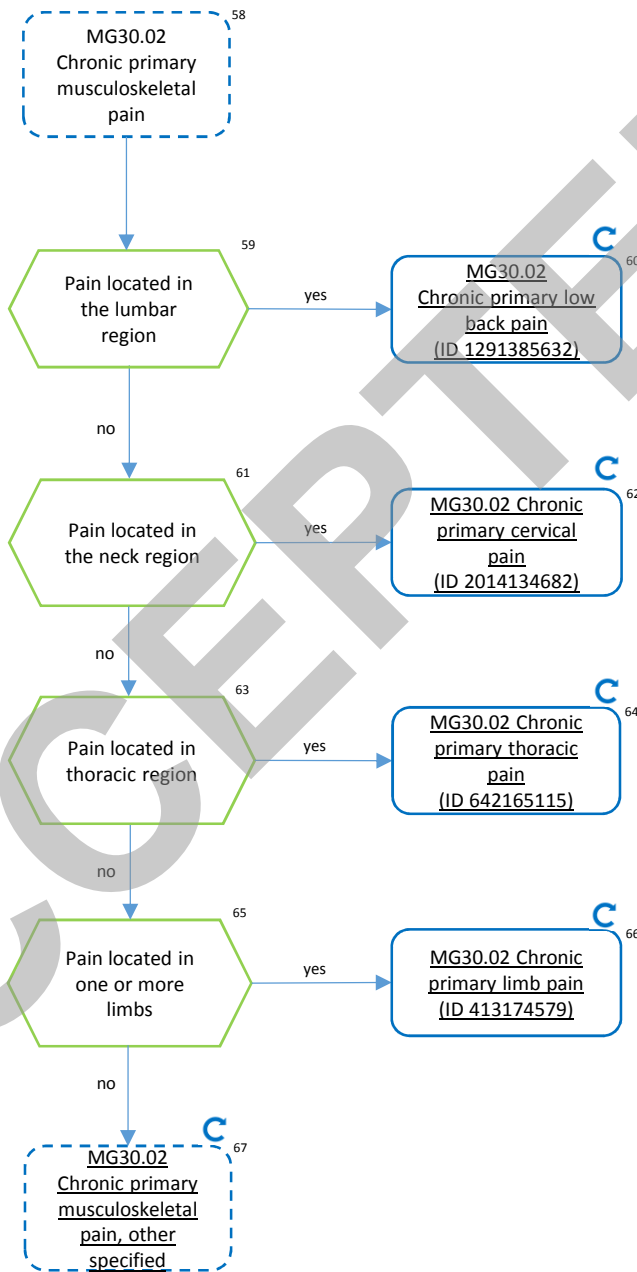 58
MG30.02
Chronic primary
musculoskeletal
pain
59
Pain located in
the lumbar
region
yes
60
MG30.02
Chronic primary low
back pain
(ID 1291385632)
no
61
Pain located in
the neck region
yes
62
MG30.02 Chronic
primary cervical
pain
(ID 2014134682)
no
63
Pain located in
thoracic region
yes
64
MG30.02 Chronic
primary thoracic
pain
(ID 642165115)
no
65
Pain located in
one or more
limbs
yes
66
MG30.02 Chronic
primary limb pain
(ID 413174579)
no
67
MG30.02
Chronic primary
musculoskeletal
pain, other
specified
CCEPTE